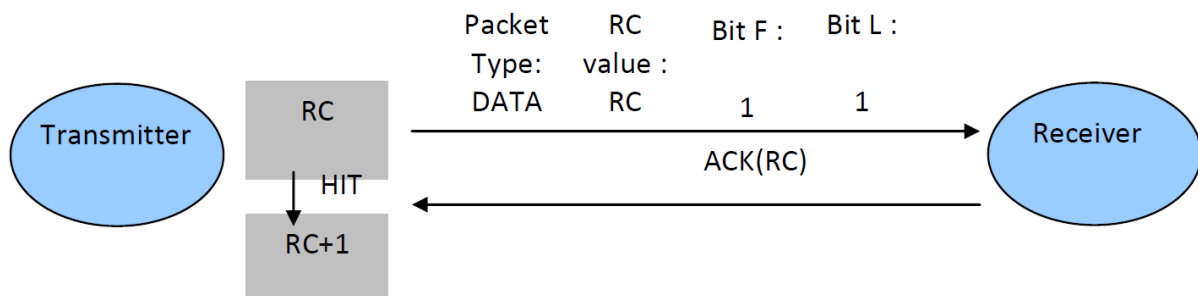 Packet RC Bit F : Bit L :
Type: value :
DATA RC 1 1
RC
Transmitter
Receiver
ACK(RC)
HIT
RC+1